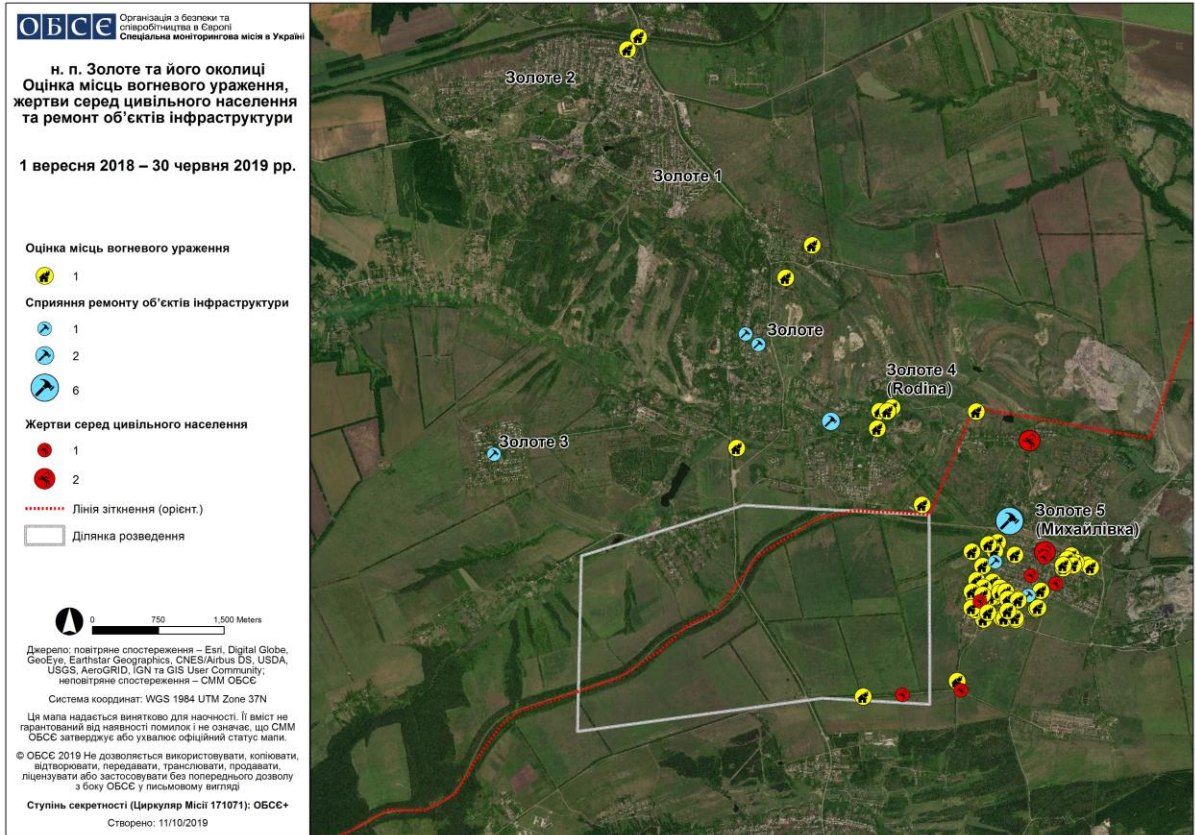 ОБСЄ
Організація з безпеки та
співробітництва в Європі
Спеціальна моніторингова місія в Україні
н. п. Золоте та його околиці
Оцінка місць вогневого ураження,
жертви серед цивільного населення
та ремонт об’єктів інфраструктури
1 вересня 2018 – 30 червня 2019 рр.
Оцінка місць вогневого ураження
1
Сприяння ремонту об’єктів інфраструктури
1
2
6
Жертви серед цивільного населення
1
2
Лінія зіткнення (орієнт.)
Ділянка розведення
0 750 1,500 Meters
Джерело: повітряне спостереження – Esri, Digital Globe,
GeoEye, Earthstar Geographics, CNES/Airbus DS, USDA,
USGS, AeroGRID, IGN та GIS User Community;
неповітряне спостереження – СММ ОБСЄ
Система координат: WGS 1984 UTM Zone 37N
Ця мапа надається винятково для наочності. Її вміст не
гарантований від наявності помилок і не означає, що СММ
ОБСЄ затверджує або ухвалює офіційний статус мапи.
© ОБСЄ 2019 Не дозволяється використовувати, копіювати,
відтворювати, передавати, транслювати, продавати,
ліцензувати або застосовувати без попереднього дозволу
з боку ОБСЄ у письмовому вигляді
Ступінь секретності (Циркуляр Місії 171071): ОБСЄ+
Створено: 11/10/2019
Золоте 2
Золоте 1
Золоте
Золоте 4
(Rodina)
Золоте 3
Золоте 5
(Михайлівка)